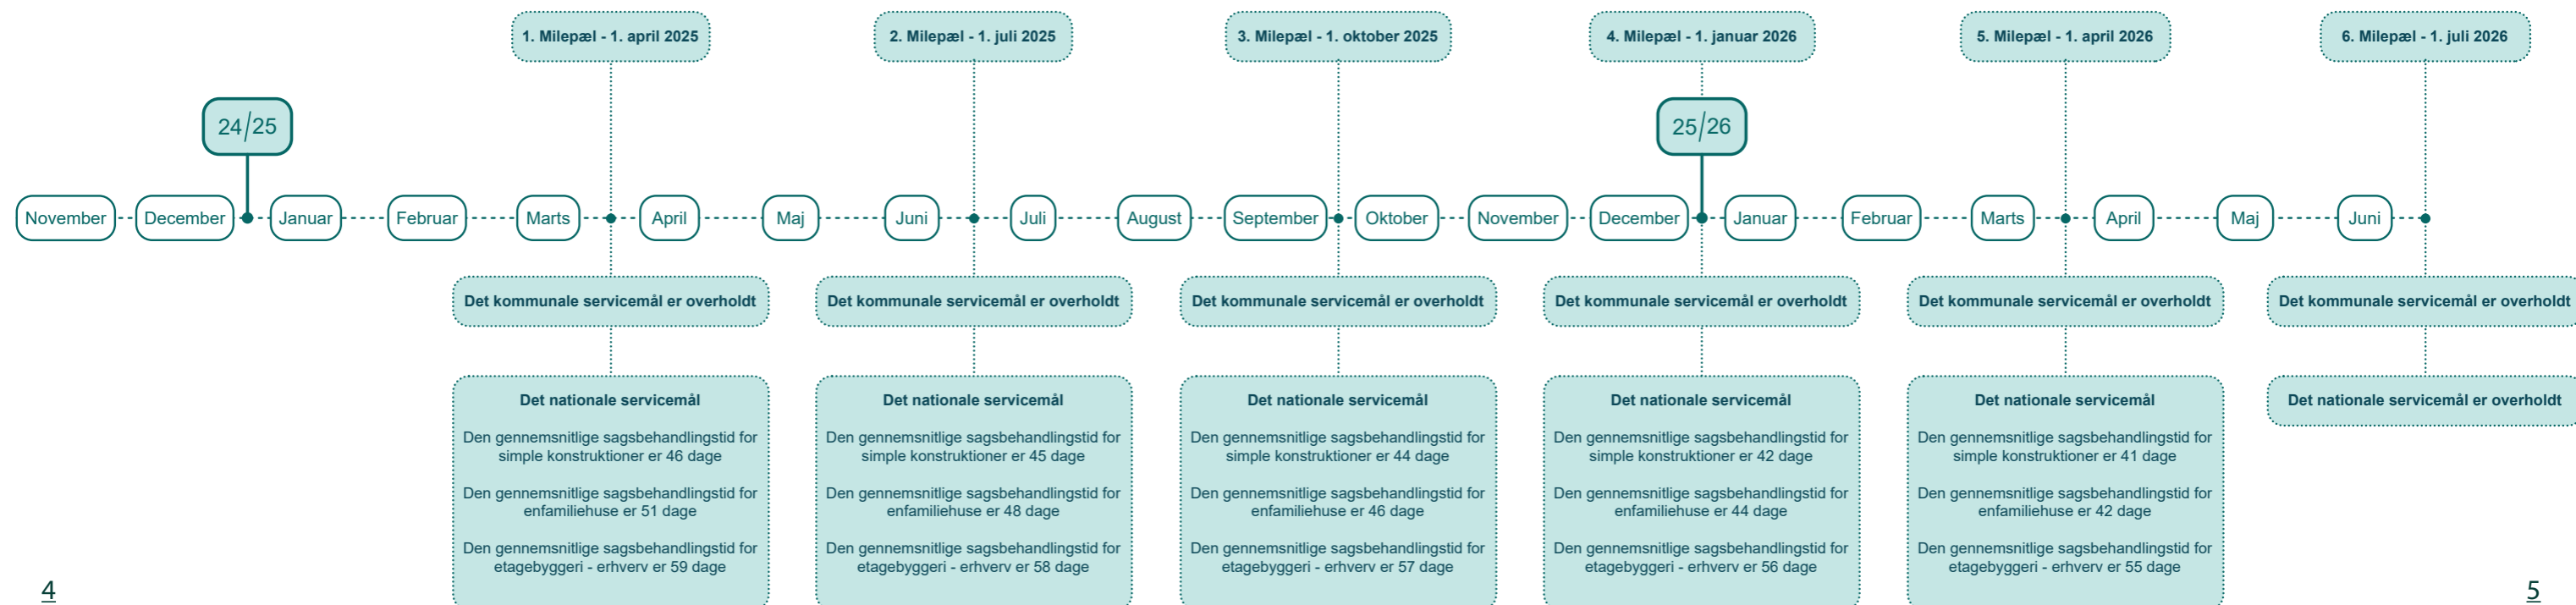 1. Milepæl - 1. april 2025
2. Milepæl - 1. juli 2025
3. Milepæl - 1. oktober 2025
4. Milepæl - 1. januar 2026
5. Milepæl - 1. april 2026
6. Milepæl - 1. juli 2026
24/25
25/26
November
December
Januar
Februar
Marts
April
Maj
Juni
Juli
August
September
Oktober
November
December
Januar
Februar
Marts
April
Maj
Juni
Det kommunale servicemål er overholdt
Det kommunale servicemål er overholdt
Det kommunale servicemål er overholdt
Det kommunale servicemål er overholdt
Det kommunale servicemål er overholdt
Det kommunale servicemål er overholdt
Det nationale servicemål
Den gennemsnitlige sagsbehandlingstid for
simple konstruktioner er 46 dage
Den gennemsnitlige sagsbehandlingstid for
enfamiliehuse er 51 dage
Den gennemsnitlige sagsbehandlingstid for
etagebyggeri - erhverv er 59 dage
Det nationale servicemål
Den gennemsnitlige sagsbehandlingstid for
simple konstruktioner er 45 dage
Den gennemsnitlige sagsbehandlingstid for
enfamiliehuse er 48 dage
Den gennemsnitlige sagsbehandlingstid for
etagebyggeri - erhverv er 58 dage
Det nationale servicemål
Den gennemsnitlige sagsbehandlingstid for
simple konstruktioner er 44 dage
Den gennemsnitlige sagsbehandlingstid for
enfamiliehuse er 46 dage
Den gennemsnitlige sagsbehandlingstid for
etagebyggeri - erhverv er 57 dage
Det nationale servicemål
Den gennemsnitlige sagsbehandlingstid for
simple konstruktioner er 42 dage
Den gennemsnitlige sagsbehandlingstid for
enfamiliehuse er 44 dage
Den gennemsnitlige sagsbehandlingstid for
etagebyggeri - erhverv er 56 dage
Det nationale servicemål
Den gennemsnitlige sagsbehandlingstid for
simple konstruktioner er 41 dage
Den gennemsnitlige sagsbehandlingstid for
enfamiliehuse er 42 dage
Den gennemsnitlige sagsbehandlingstid for
etagebyggeri - erhverv er 55 dage
Det nationale servicemål er overholdt
4
5